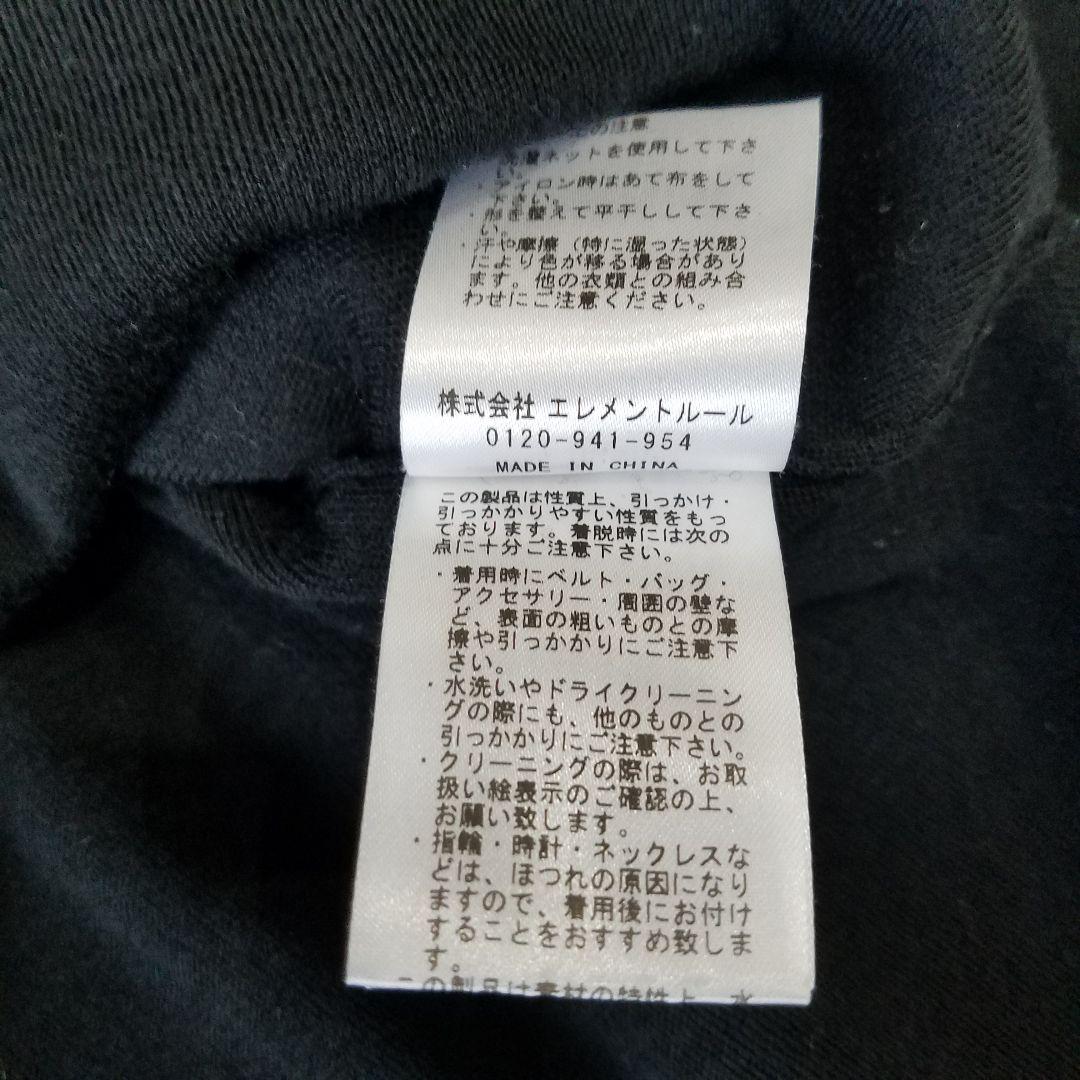 の注意
ネットを使用して下さ
い。
・アイロン時はあて布をして
下さい。
・形を整えて平干しして下さ
い。
・汗や摩擦（特に湿った状態）
により色が移る場合があり
ます。他の衣類との組み合
わせにご注意ください。
株式会社 エレメントルール
0120-941-954
MADE IN CHINA
この製品は性質上、引っかけ・
引っかかりやすい性質をもっ
ております。着脱時には次の
点に十分ご注意下さい。
・着用時にベルト・バッグ・
アクセサリー・周囲の壁な
ど、表面の粗いものとの摩
擦や引っかかりにご注意下
さい。
・水洗いやドライクリーニン
グの際にも、他のものとの
引っかかりにご注意下さい。
・クリーニングの際は、お取
扱い絵表示のご確認の上、
お願い致します。
・指輪・時計・ネックレスな
どは、ほつれの原因になり
ますので、着用後にお付け
することをおすすめ致しま
す。
この製品は素材の特性上、水